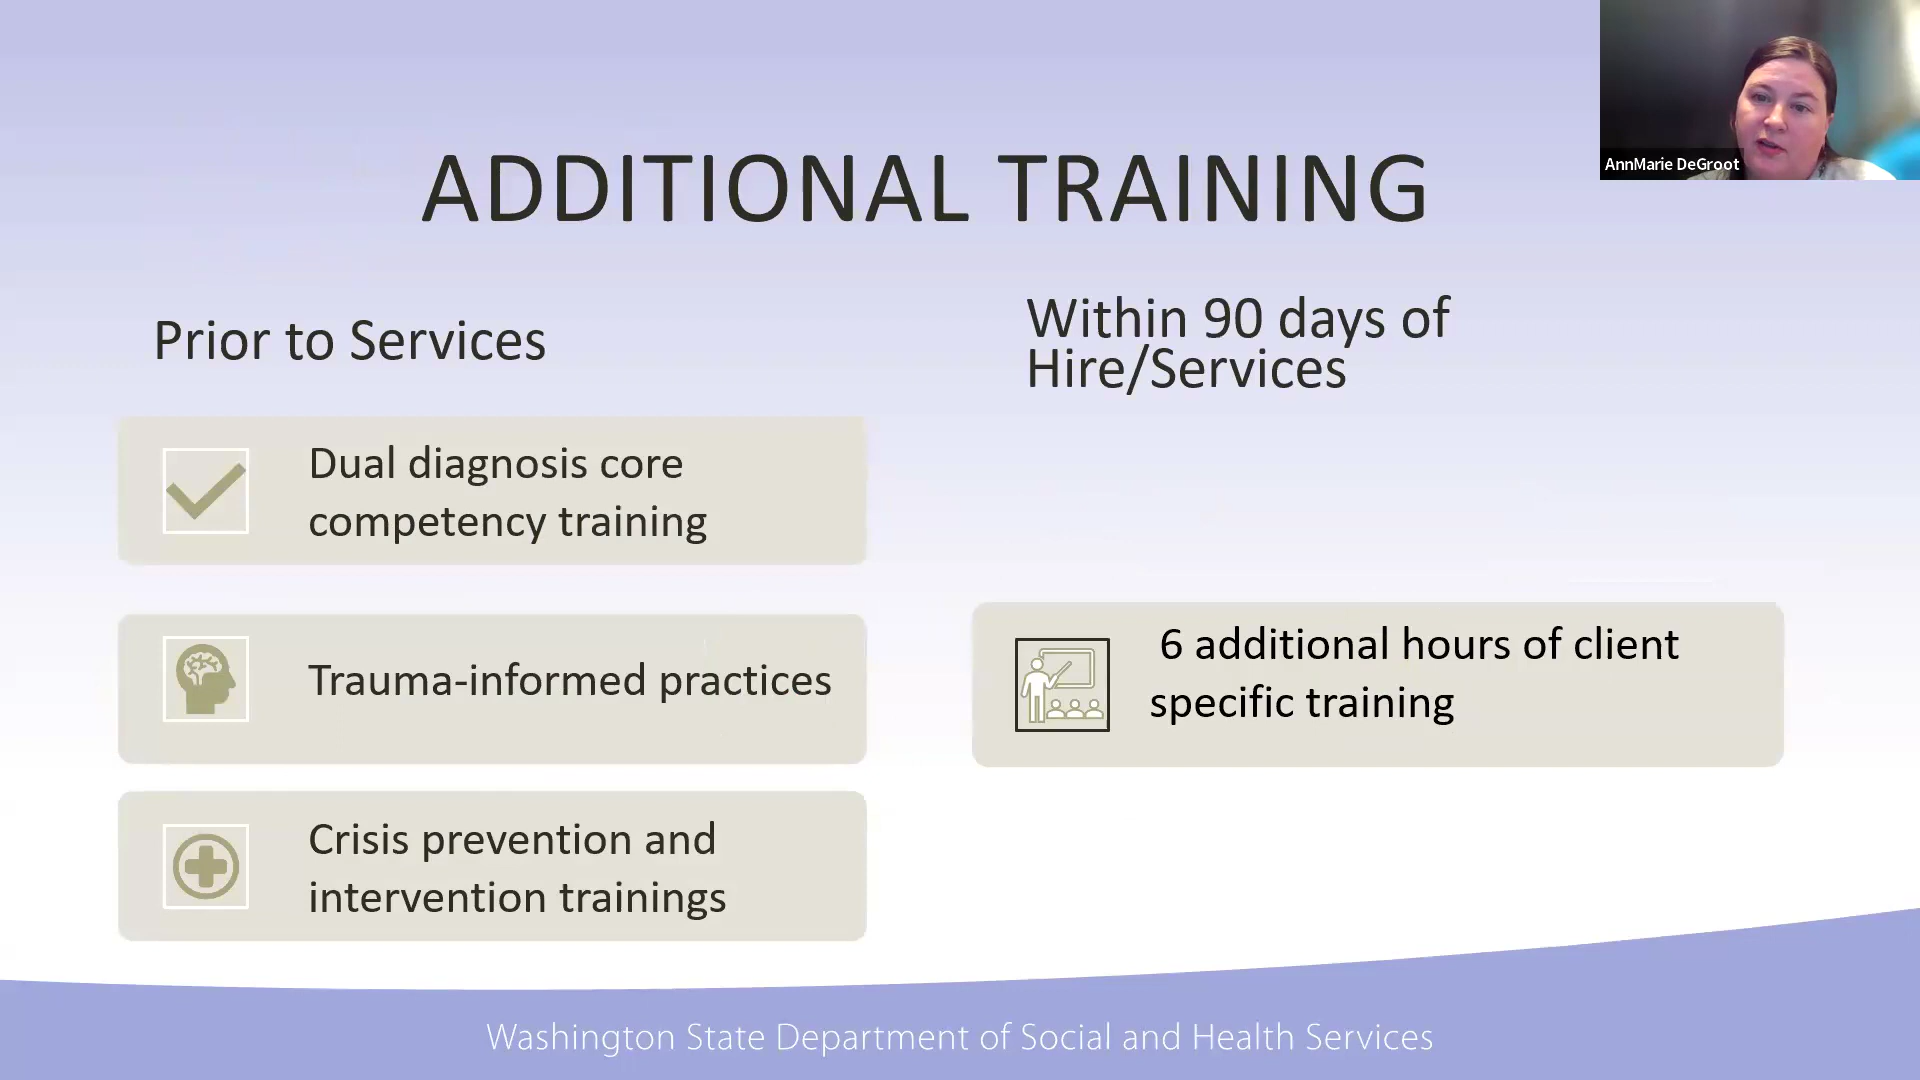 AnnMarie DeGroot
ADDITIONAL TRAINING
Prior to Services
Dual diagnosis core
competency training
Trauma-informed practices
Crisis prevention and
intervention trainings
Within 90 days of
Hire/Services
6 additional hours of client
specific training
Washington State Department of Social and Health Services